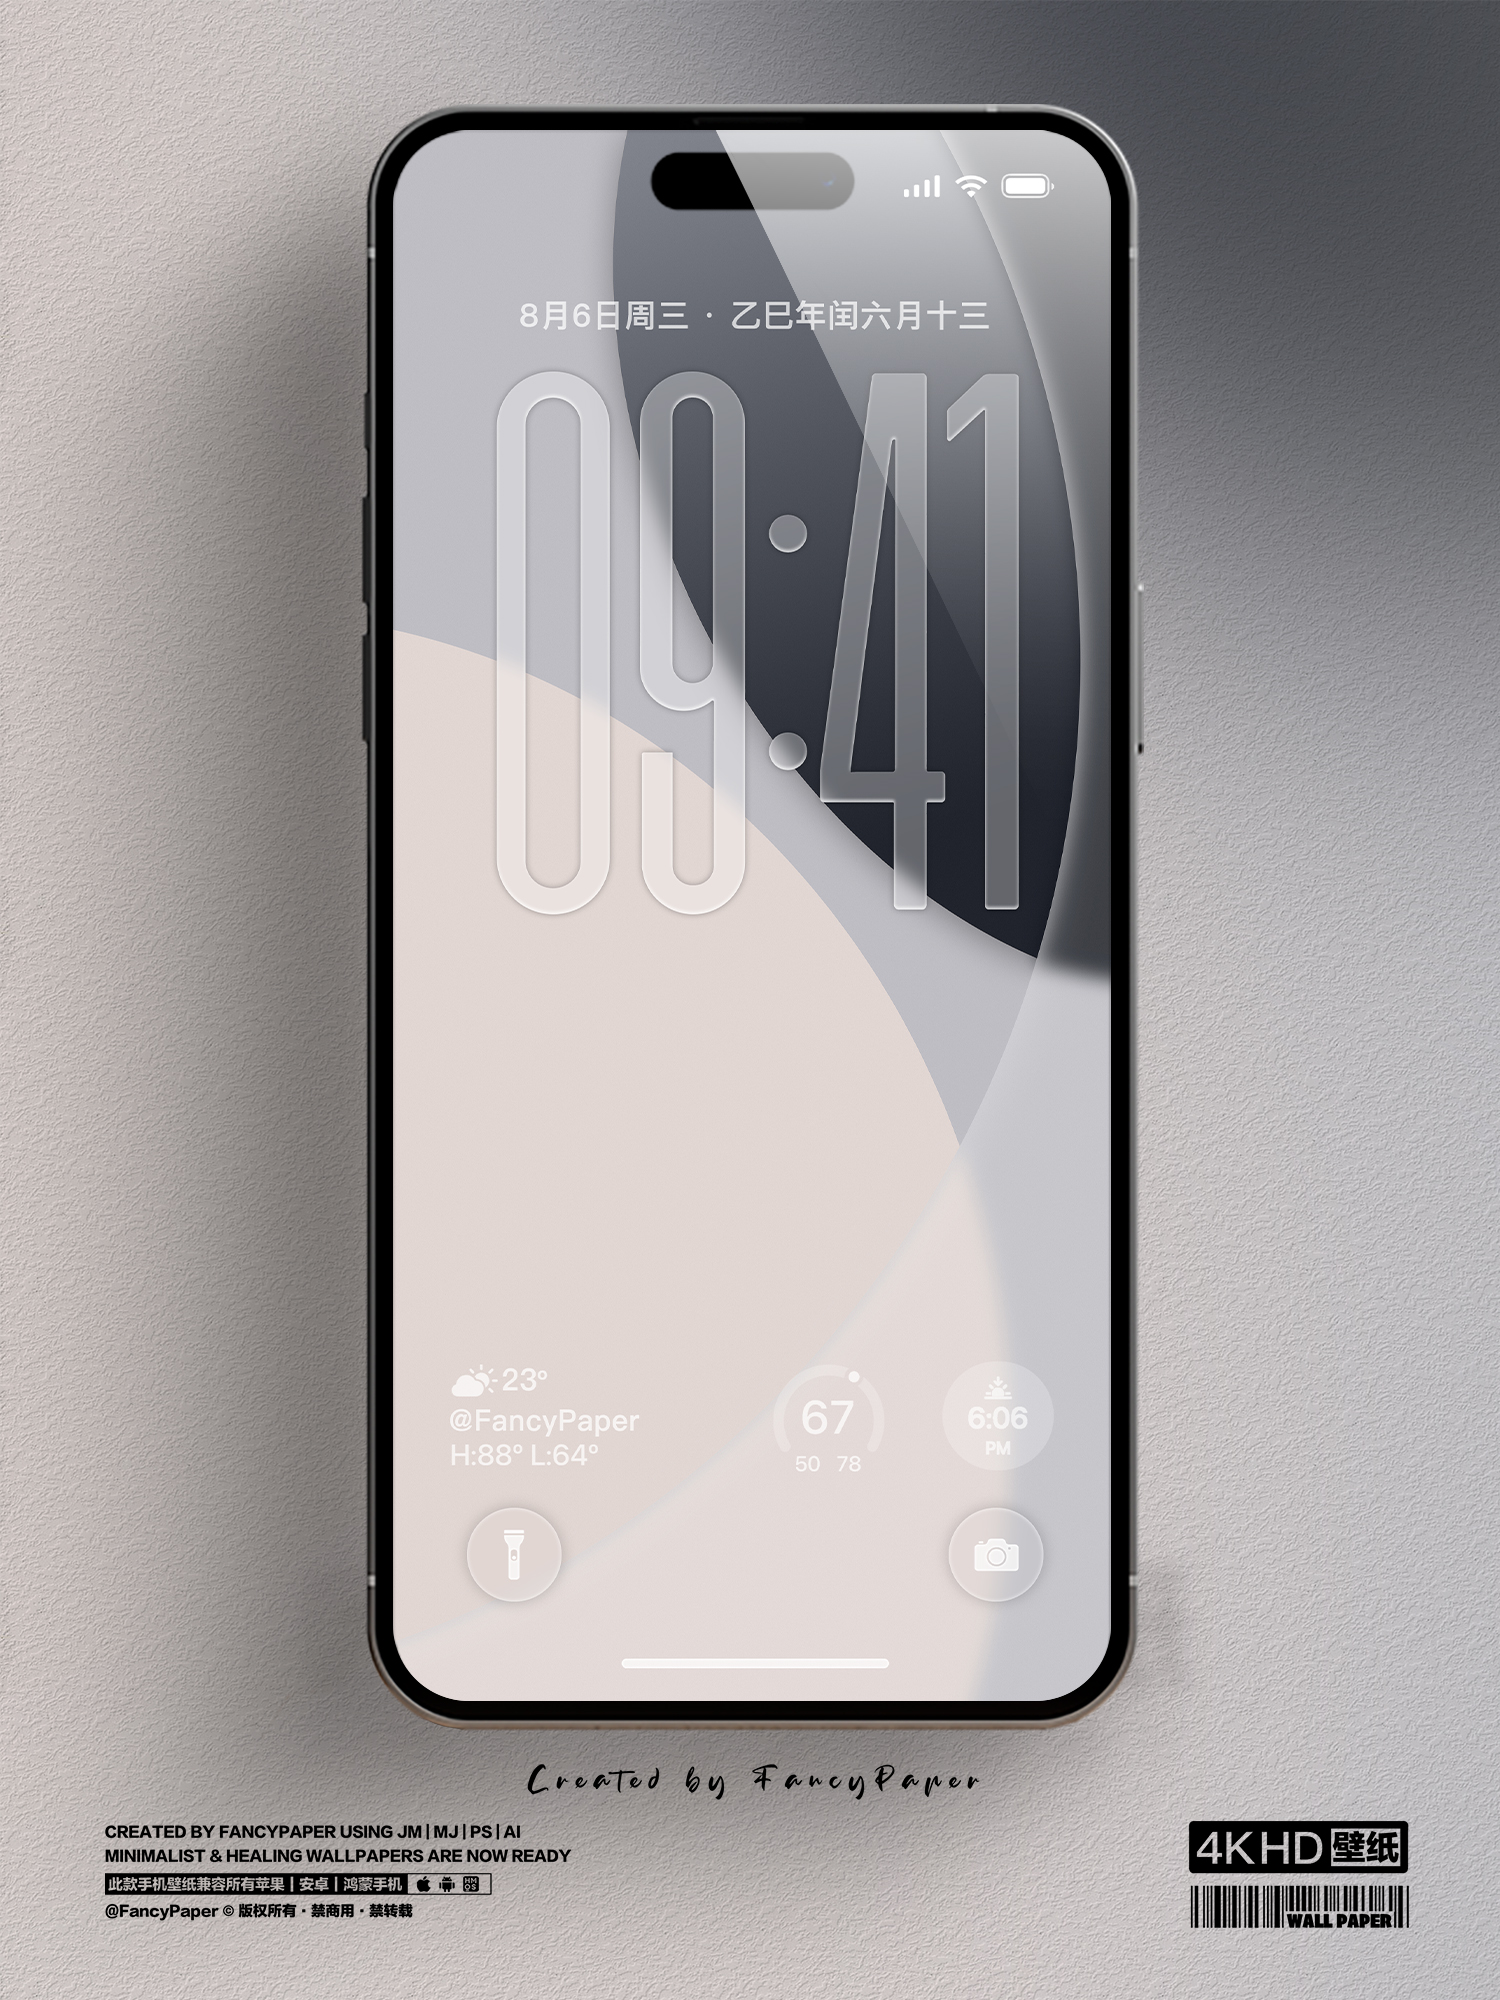 8月6日周三 · 乙巳年闰六月十三
09:41
23°
@FancyPaper
H:88° L:64°
67
50 78
6:06
PM
Created by FancyPaper
CREATED BY FANCYPAPER USING JM | MJ | PS | AI
MINIMALIST & HEALING WALLPAPERS ARE NOW READY
此款手机壁纸兼容所有苹果 | 安卓 | 鸿蒙手机
HM
OS
@FancyPaper © 版权所有 · 禁商用 · 禁转载
4KHD 壁纸
WALL PAPER